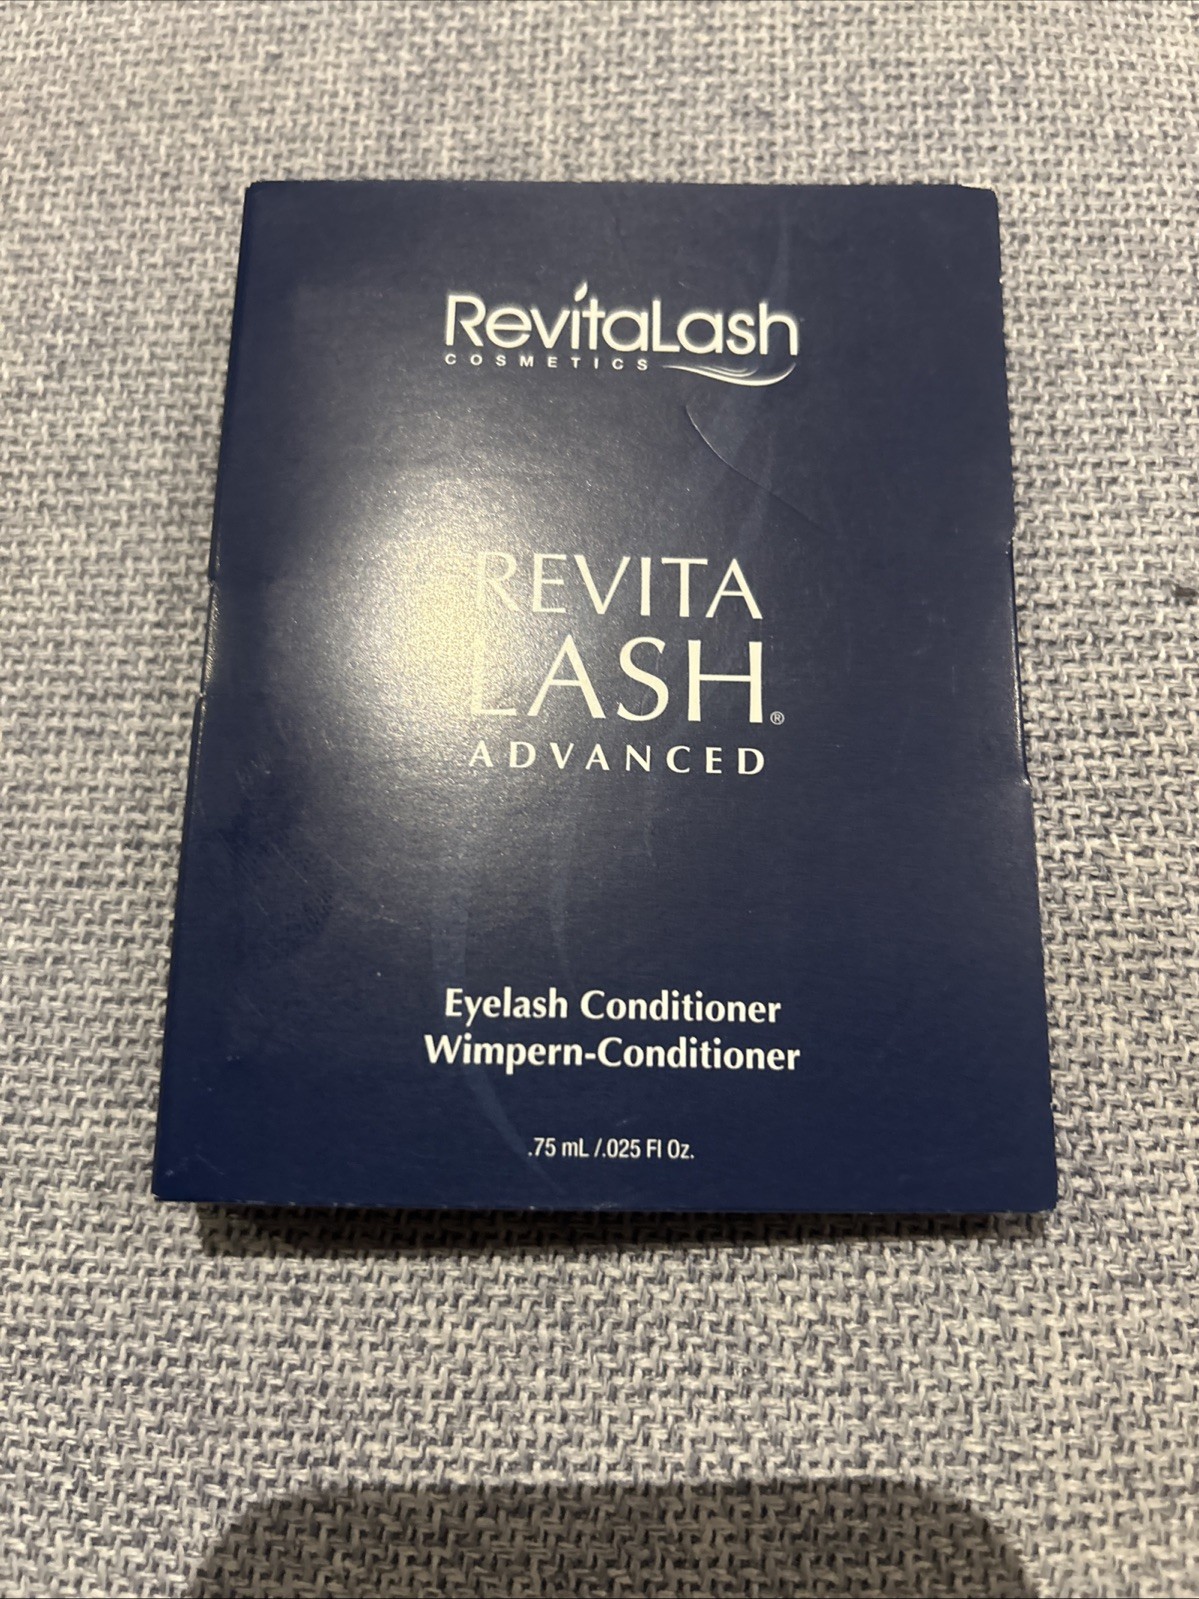 RevitaLash
COSMETICS
REVITA
LASH®
ADVANCED
Eyelash Conditioner
Wimpern-Conditioner
.75 mL /.025 Fl Oz.